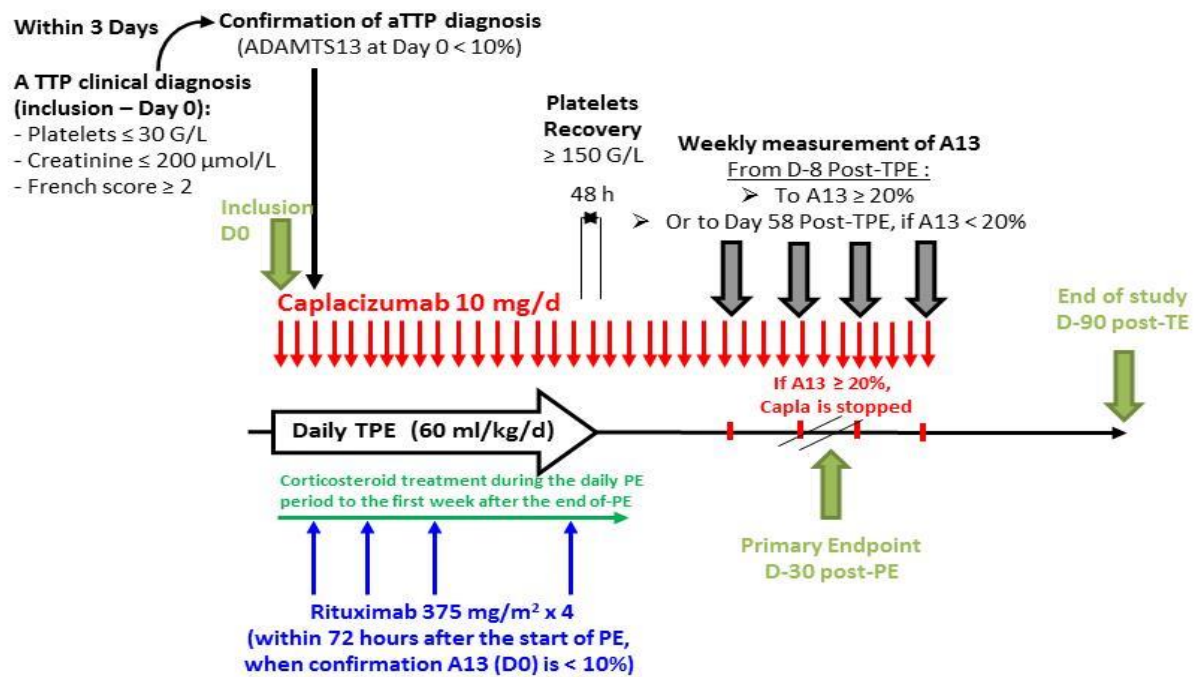 Within 3 Days
Confirmation of aTTP diagnosis
(ADAMTS13 at Day 0 < 10%)
A TTP clinical diagnosis
(inclusion – Day 0):
- Platelets ≤ 30 G/L
- Creatinine ≤ 200 µmol/L
- French score ≥ 2
Platelets
Recovery
≥ 150 G/L
48 h
Weekly measurement of A13
From D-8 Post-TPE :
➢ To A13 ≥ 20%
➢ Or to Day 58 Post-TPE, if A13 < 20%
Inclusion
D0
Caplacizumab 10 mg/d
End of study
D-90 post-TE
If A13 ≥ 20%,
Capla is stopped
Daily TPE (60 ml/kg/d)
Corticosteroid treatment during the daily PE
period to the first week after the end of-PE
Primary Endpoint
D-30 post-PE
Rituximab 375 mg/m² x 4
(within 72 hours after the start of PE,
when confirmation A13 (D0) is < 10%)